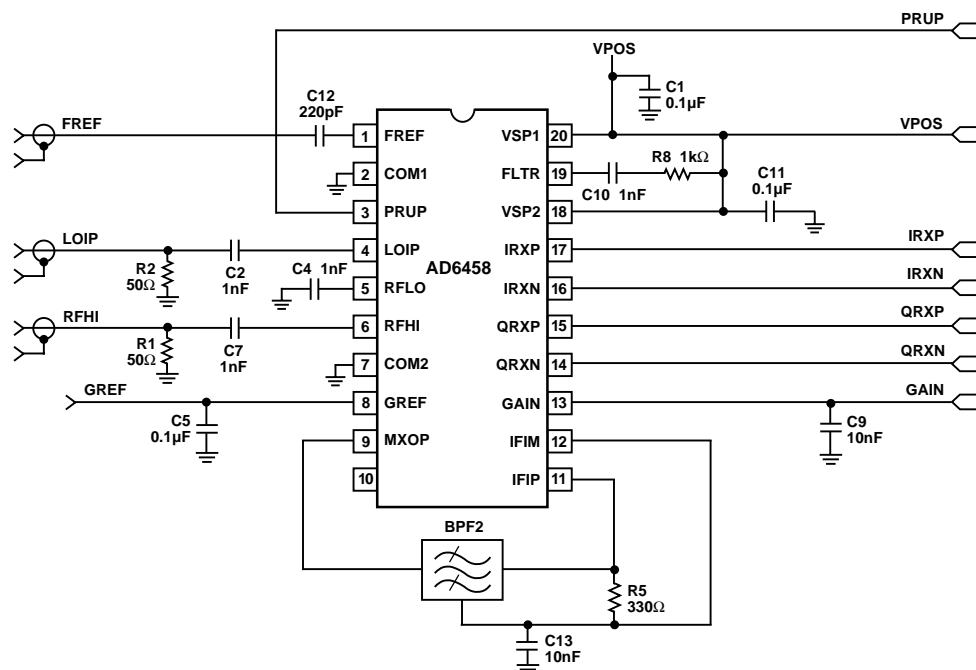 PRUP
VPOS
C1
0.1µF
C12
220pF
FREF
1
FREF
VSP1
20
VPOS
2
COM1
FLTR
19
C10 1nF
R8 1kΩ
C11
0.1µF
3
PRUP
VSP2
18
LOIP
R2
50Ω
C2
1nF
4
LOIP
AD6458
IRXP
17
IRXP
C4 1nF
5
RFLO
IRXN
16
IRXN
RFHI
R1
50Ω
C7
1nF
6
RFHI
QRXP
15
QRXP
7
COM2
QRXN
14
QRXN
GREF
C5
0.1µF
8
GREF
GAIN
13
GAIN
C9
10nF
9
MXOP
IFIM
12
10
IFIP
11
BPF2
R5
330Ω
C13
10nF